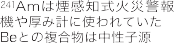 ²⁴¹Amは煙感知式火災警報
機や厚み計に使われていた
Beとの複合物は中性子源